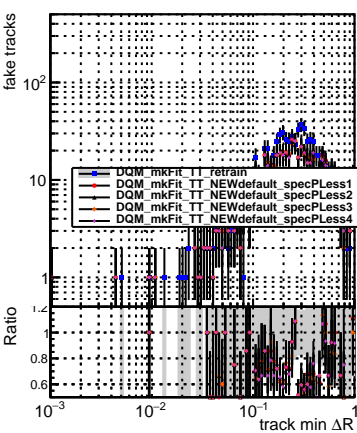 fake tracks
10²
10
1
DQM_mkFit_TT_retrain
DQM_mkFit_TT_NEWdefault_specPLess1
DQM_mkFit_TT_NEWdefault_specPLess2
DQM_mkFit_TT_NEWdefault_specPLess3
DQM_mkFit_TT_NEWdefault_specPLess4
Ratio
1.2
1
0.8
0.6
10⁻³ 10⁻² 10⁻¹ 1
track min ΔR